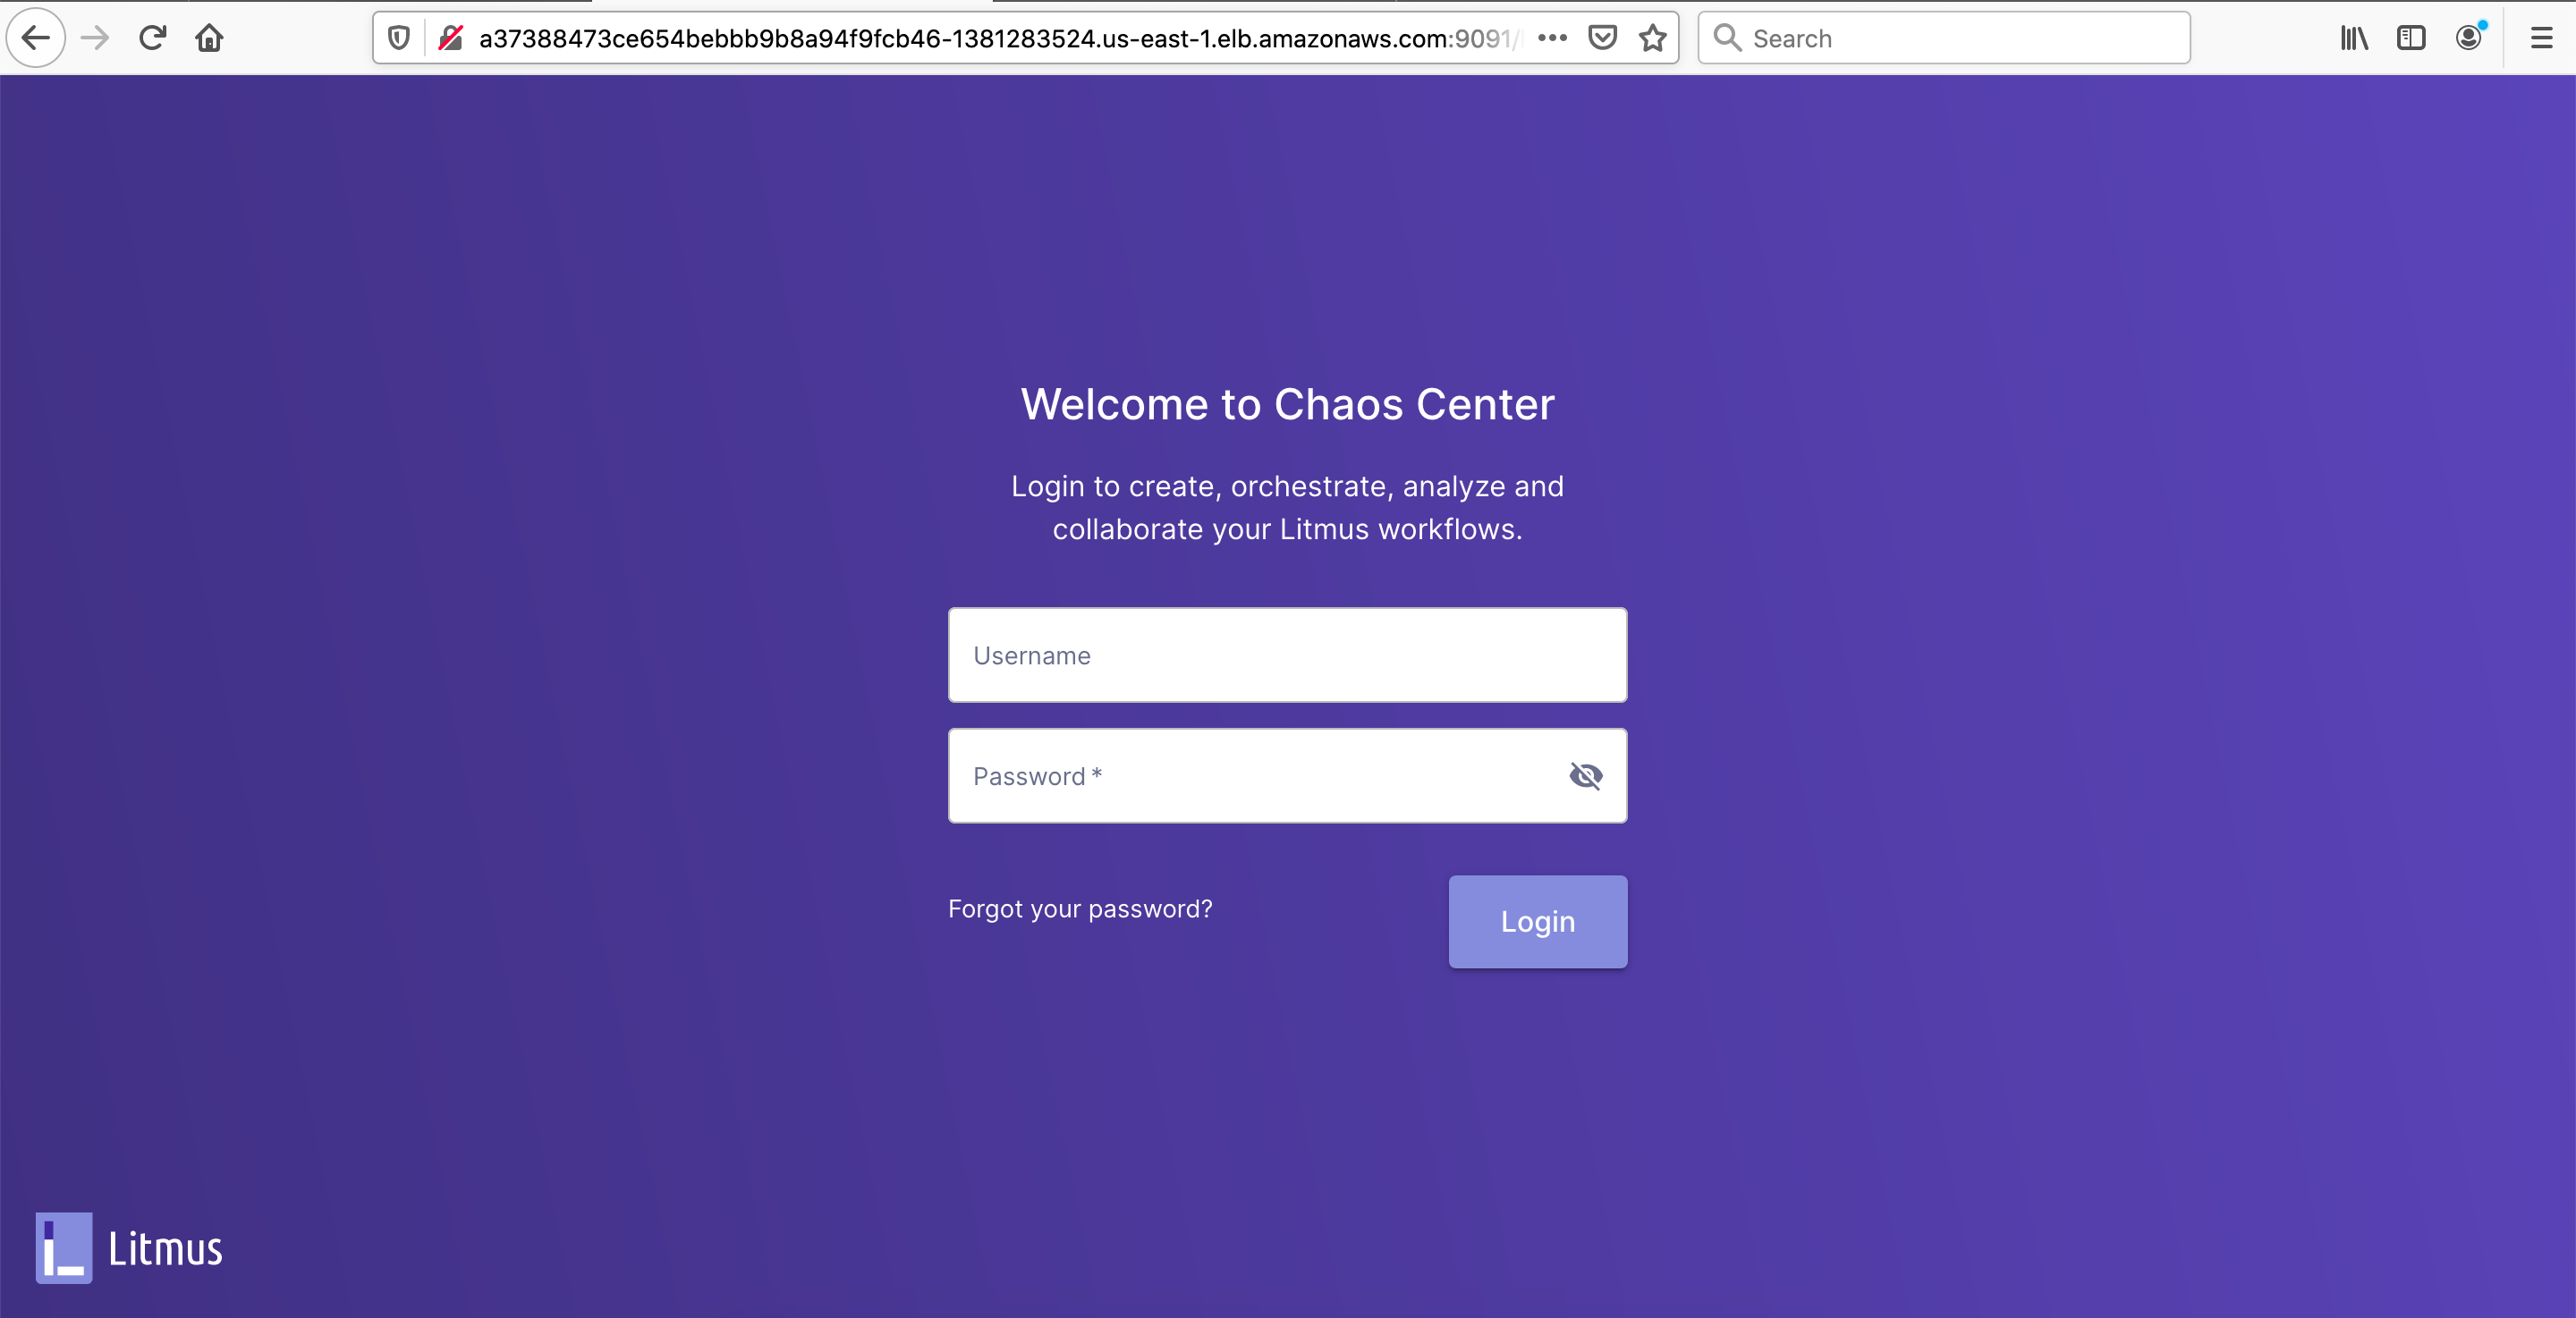 a37388473ce654bebbb9b8a94f9fcb46-1381283524.us-east-1.elb.amazonaws.com:9091/
Search
Welcome to Chaos Center
Login to create, orchestrate, analyze and
collaborate your Litmus workflows.
Username
Password *
Forgot your password?
Login
Litmus